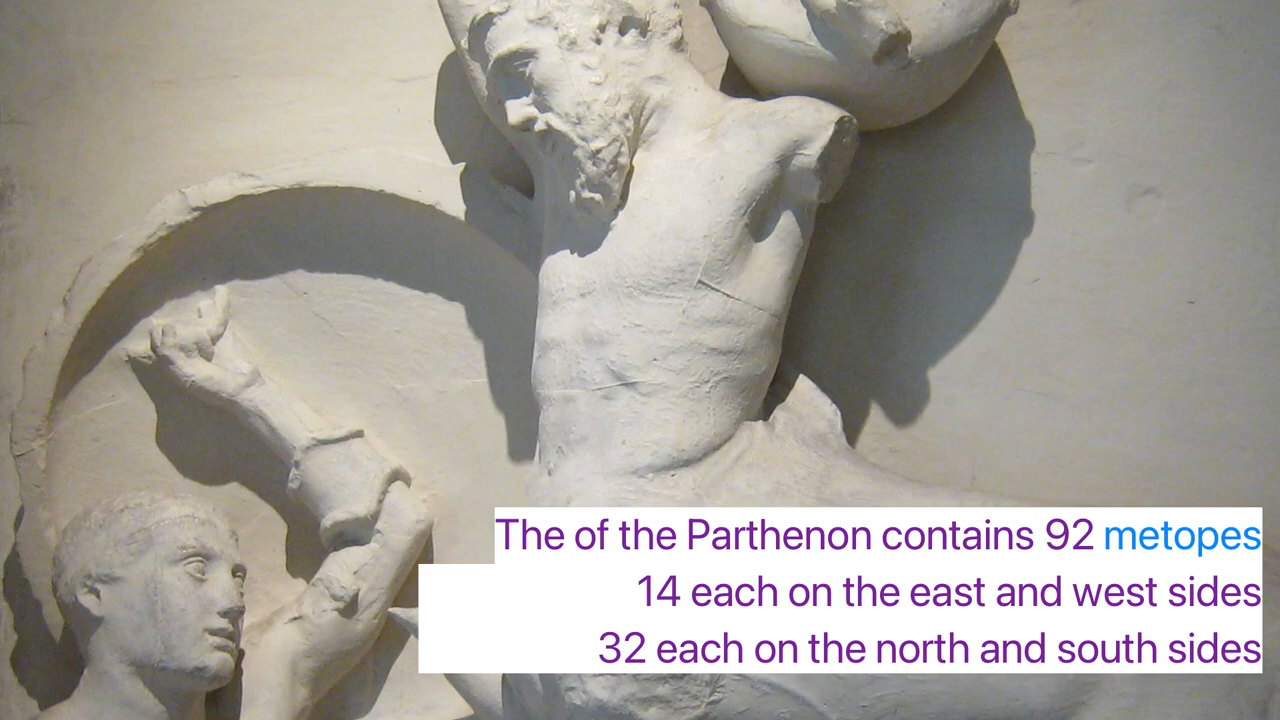 The of the Parthenon contains 92 metopes
14 each on the east and west sides
32 each on the north and south sides